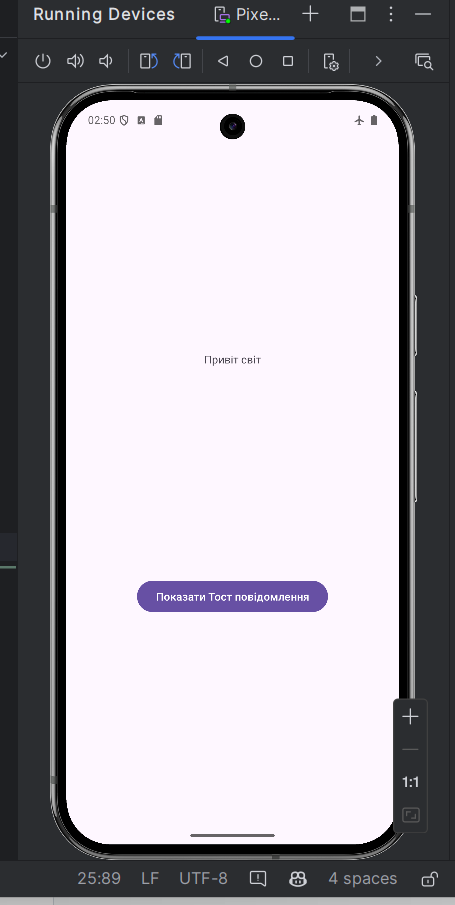 Running Devices
Pixe...
02:50
Привіт світ
Показати Тост повідомлення
1:1
25:89 LF UTF-8 4 spaces